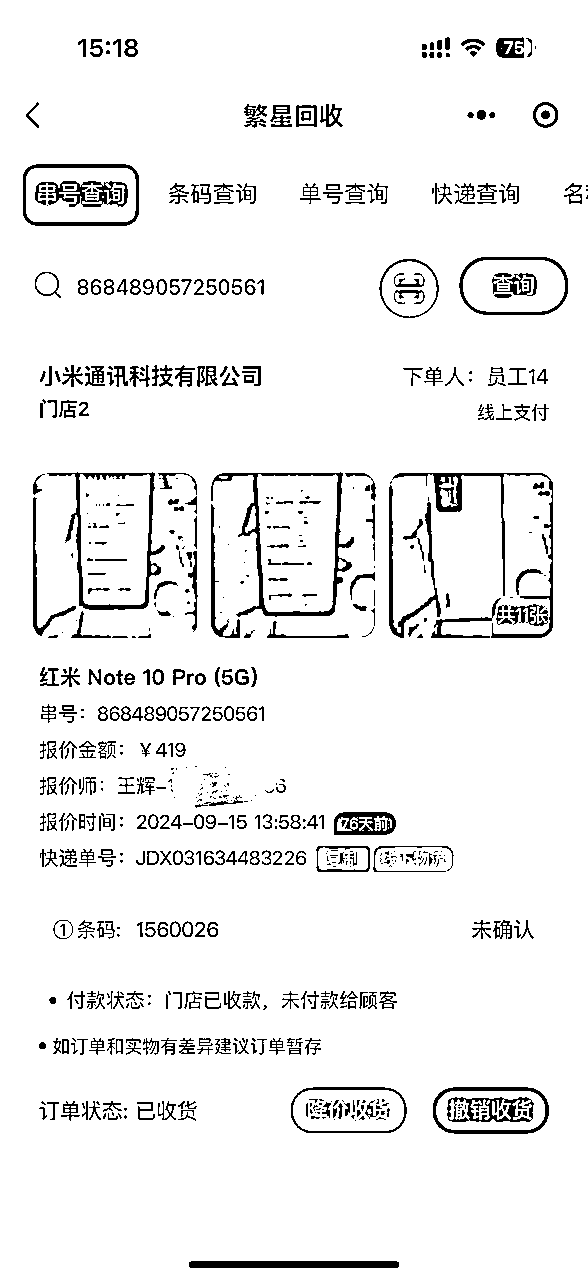 15:18
75
繁星回收
串号查询 条码查询 单号查询 快递查询 名
868489057250561 查询
小米通讯科技有限公司 下单人：员工14
门店2 线上支付
共11张
红米 Note 10 Pro (5G)
串号：868489057250561
报价金额：￥419
报价师：王辉-1
报价时间：2024-09-15 13:58:41 76天前
快递单号：JDX031634483226 复制 线下物流
①条码: 1560026 未确认
• 付款状态：门店已收款，未付款给顾客
• 如订单和实物有差异建议订单暂存
订单状态: 已收货 降价收货 撤销收货